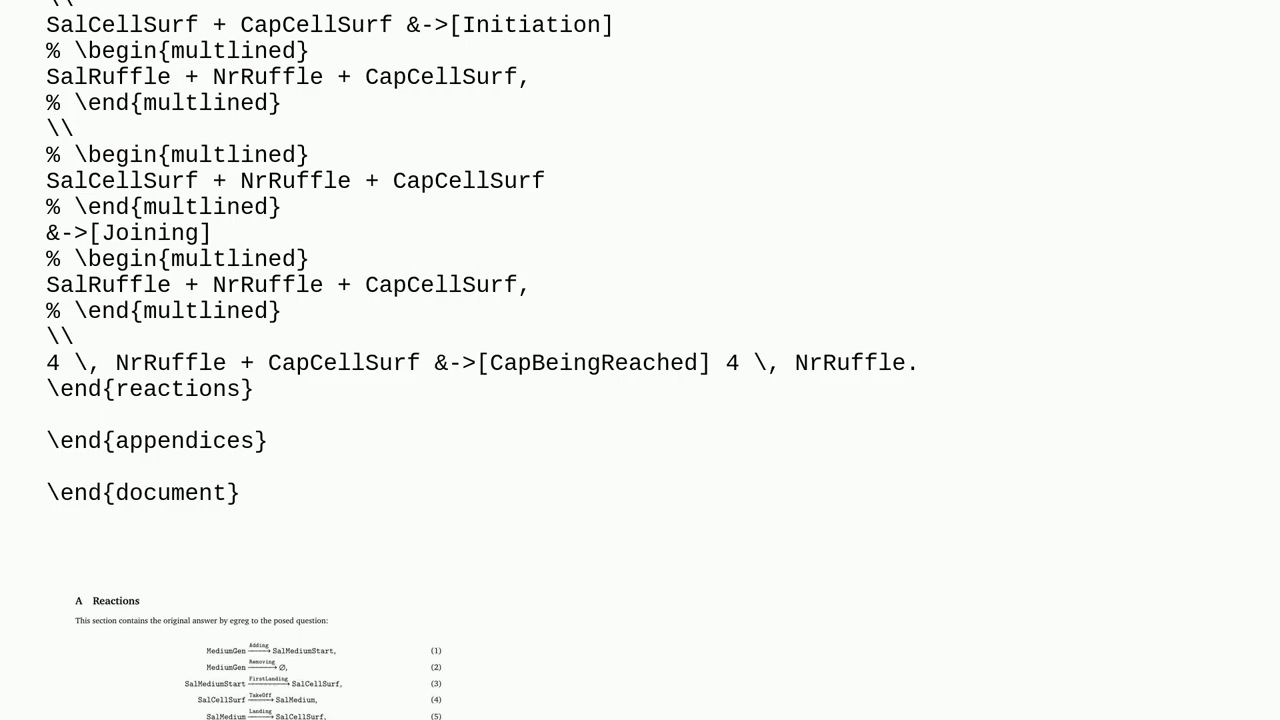 \\
SalCellSurf + CapCellSurf &->[Initiation]
% \begin{multlined}
SalRuffle + NrRuffle + CapCellSurf,
% \end{multlined}
\\
% \begin{multlined}
SalCellSurf + NrRuffle + CapCellSurf
% \end{multlined}
&->[Joining]
% \begin{multlined}
SalRuffle + NrRuffle + CapCellSurf,
% \end{multlined}
\\
4 \, NrRuffle + CapCellSurf &->[CapBeingReached] 4 \, NrRuffle.
\end{reactions}
\end{appendices}
\end{document}
A Reactions
This section contains the original answer by egreg to the posed question:
Adding
MediumGen ⟶ SalMediumStart, (1)
Removing
MediumGen ⟶ ∅, (2)
FirstLanding
SalMediumStart ⟶ SalCellSurf, (3)
TakeOff
SalCellSurf ⟶ SalMedium, (4)
Landing
SalMedium ⟶ SalCellSurf, (5)